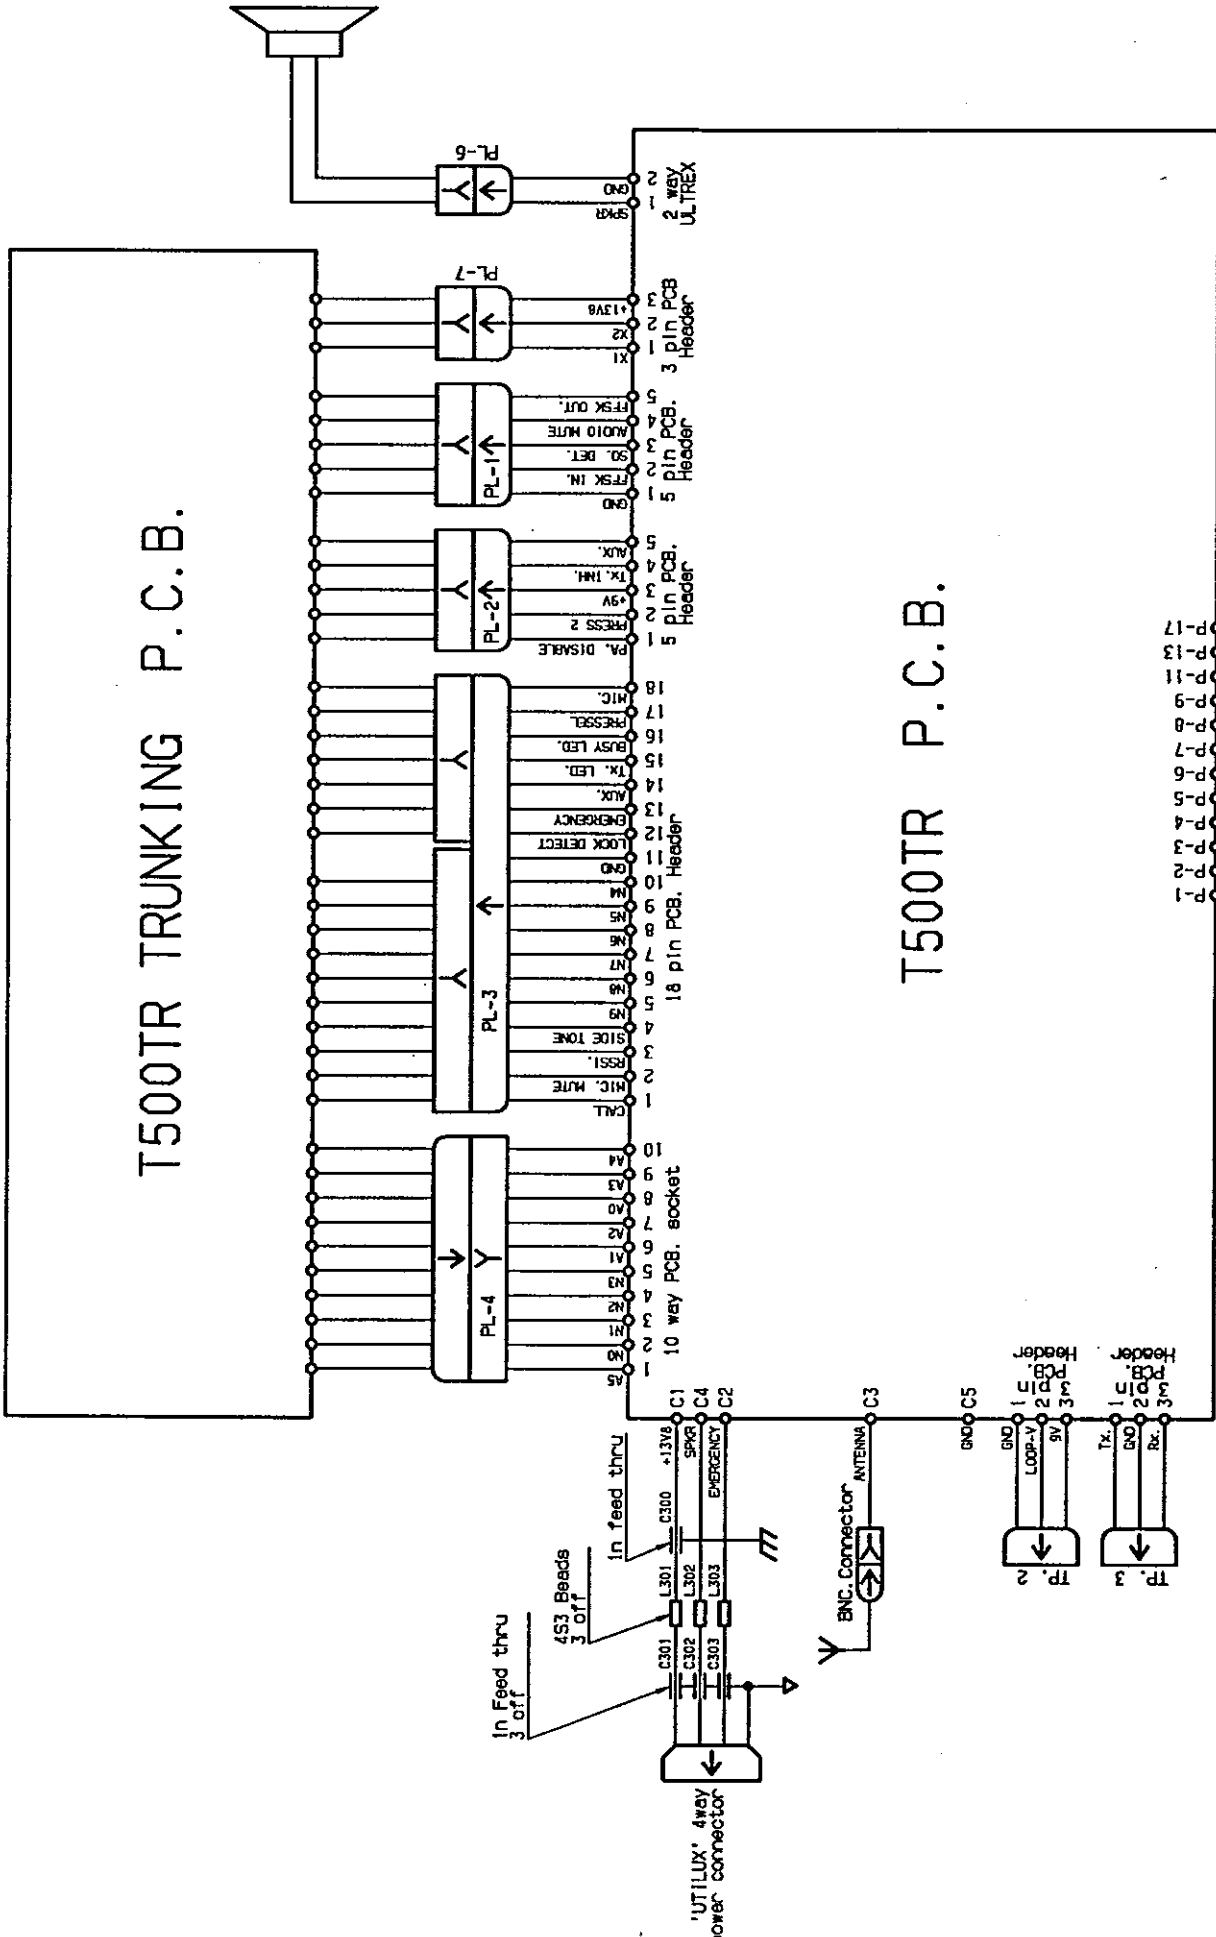 PL-6
GND
SPKR
2
1
2 way
ULTREX
PL-7
+13V8
X2
X1
3
2
1
3 pin PCB
Header
FFSK OUT.
AUDIO MUTE
SQ. DET.
FFSK IN.
GND
PL-1
5
4
3
2
1
5 pin PCB.
Header
AUX.
Tx. INH.
+9V
PRESS 2
PA. DISABLE
PL-2
5
4
3
2
1
5 pin PCB.
Header
T500TR TRUNKING P.C.B.
T500TR P.C.B.
MIC.
PRESSEL
BUSY LED.
Tx. LED.
AUX.
EMERGENCY
LOCK DETECT
GND
N4
N5
N6
N7
N8
N9
SIDE TONE
RSSI.
MIC. MUTE
CALL
PL-3
18
17
16
15
14
13
12
11
10
9
8
7
6
5
4
3
2
1
18 pin PCB. Header
P-17
P-13
P-11
P-9
P-8
P-7
P-6
P-5
P-4
P-3
P-2
P-1
A4
A3
A0
A2
A1
N3
N2
N1
N0
A5
PL-4
10
9
8
7
6
5
4
3
2
1
10 way PCB. socket
C1
C4
C2
C3
C5
+13V8
SPKR
EMERGENCY
ANTENNA
GND
1n feed thru
C300
4S3 Beads
3 off
L301
L302
L303
1n Feed thru
3 off
C301
C302
C303
'UTILUX' 4way
ower connector
BNC. Connector
GND
LOOP-V
9V
1
2
3
3 pin
PCB.
Header
TP. 2
Tx.
GND
Rx.
1
2
3
3 pin
PCB.
Header
TP. 3